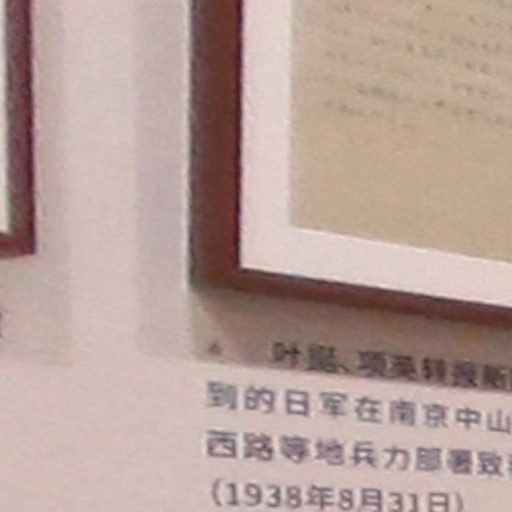 叶挺、项英转报新
到的日军在南京中山
西路等地兵力部署致
（1938年8月31日）